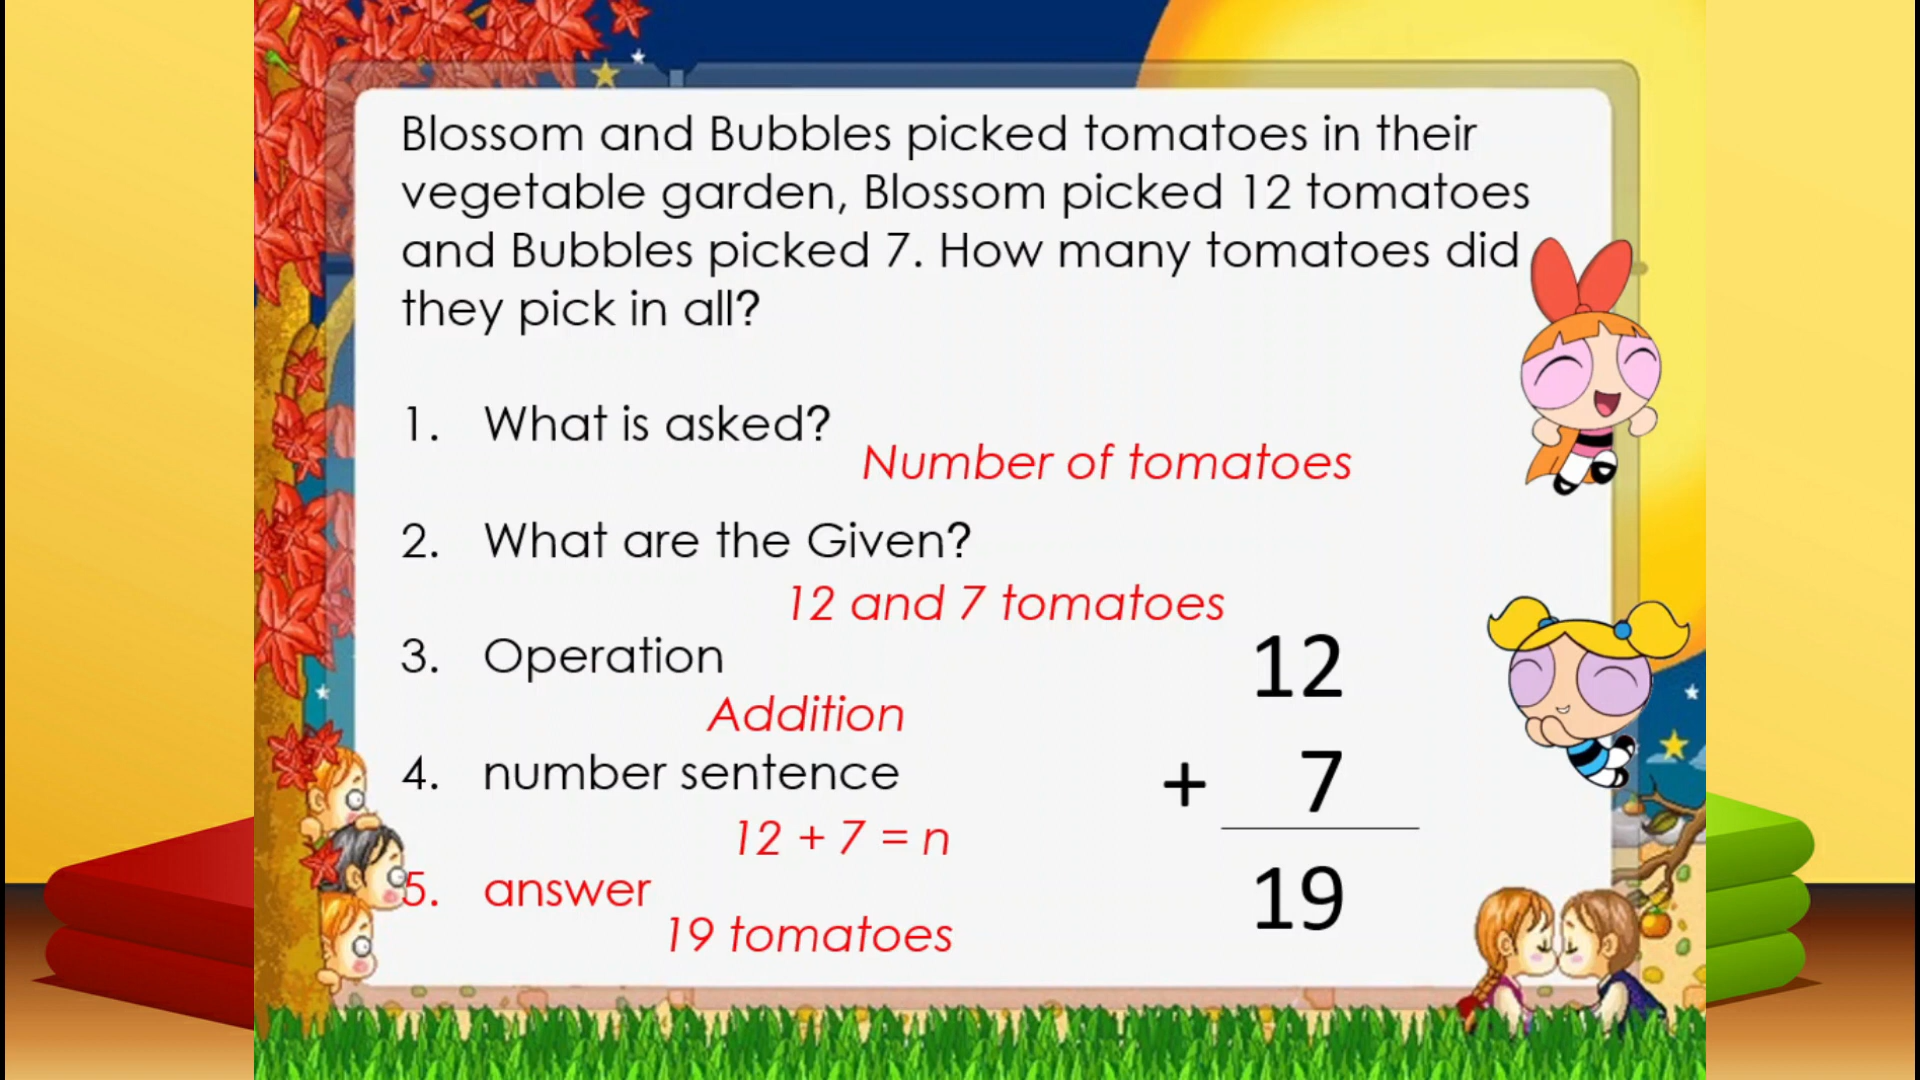 Blossom and Bubbles picked tomatoes in their
vegetable garden, Blossom picked 12 tomatoes
and Bubbles picked 7. How many tomatoes did
they pick in all?
1. What is asked?
Number of tomatoes
2. What are the Given?
12 and 7 tomatoes
3. Operation
Addition
4. number sentence
12 + 7 = n
5. answer
19 tomatoes
12
+ 7
19